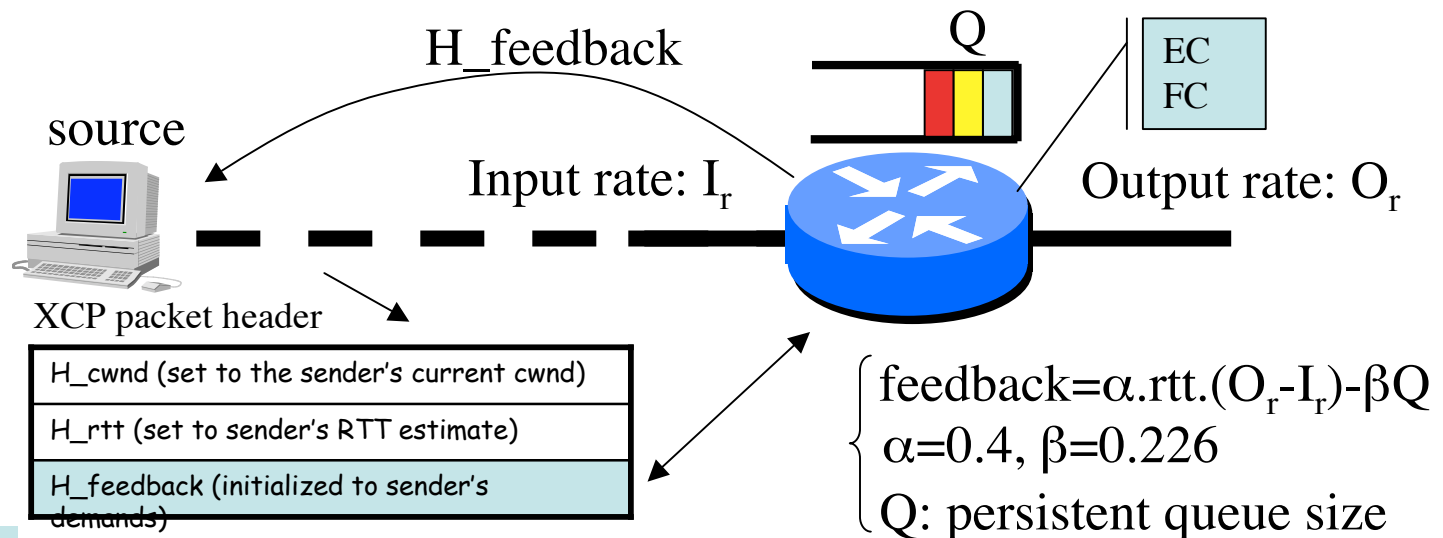 H_feedback
Q
EC
FC
source
Input rate: Iᵣ
Output rate: Oᵣ
XCP packet header
H_cwnd (set to the sender's current cwnd)
H_rtt (set to sender's RTT estimate)
H_feedback (initialized to sender's
demands)
feedback=α.rtt.(Oᵣ-Iᵣ)-βQ
α=0.4, β=0.226
Q: persistent queue size